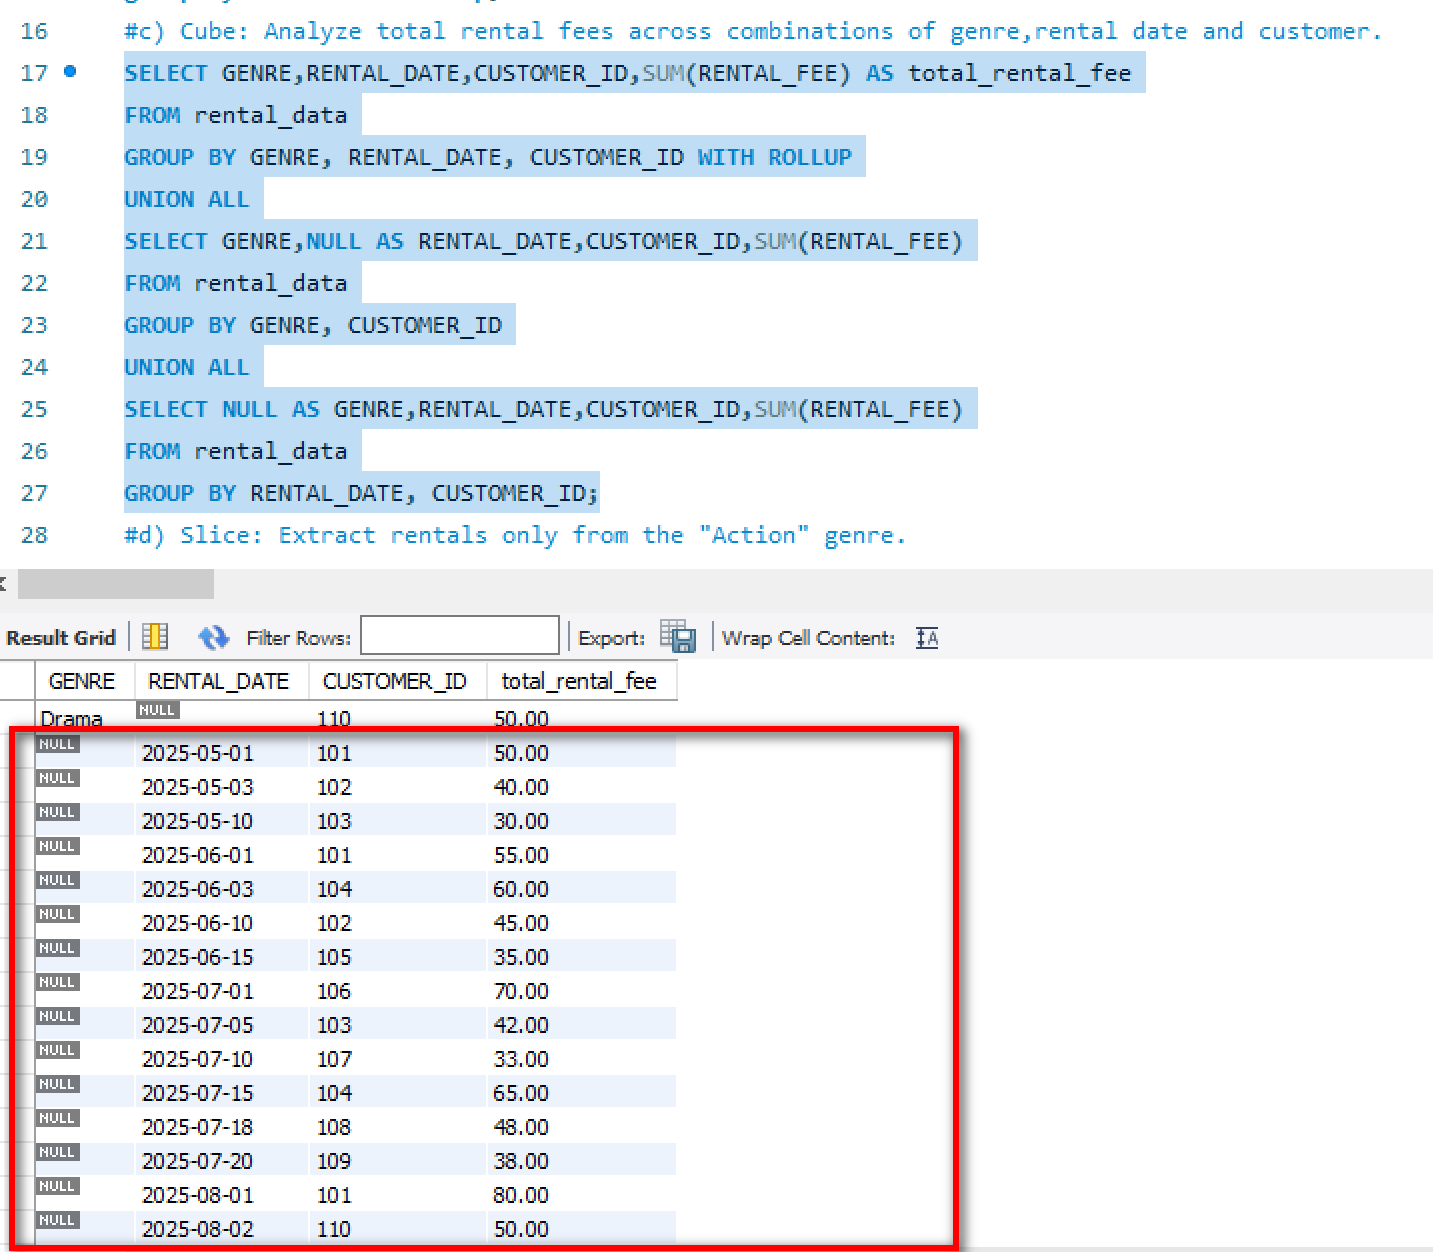 16 #c) Cube: Analyze total rental fees across combinations of genre,rental date and customer.
17 SELECT GENRE,RENTAL_DATE,CUSTOMER_ID,SUM(RENTAL_FEE) AS total_rental_fee
18 FROM rental_data
19 GROUP BY GENRE, RENTAL_DATE, CUSTOMER_ID WITH ROLLUP
20 UNION ALL
21 SELECT GENRE,NULL AS RENTAL_DATE,CUSTOMER_ID,SUM(RENTAL_FEE)
22 FROM rental_data
23 GROUP BY GENRE, CUSTOMER_ID
24 UNION ALL
25 SELECT NULL AS GENRE,RENTAL_DATE,CUSTOMER_ID,SUM(RENTAL_FEE)
26 FROM rental_data
27 GROUP BY RENTAL_DATE, CUSTOMER_ID;
28 #d) Slice: Extract rentals only from the "Action" genre.
Result Grid Filter Rows: Export: Wrap Cell Content: IA
GENRE RENTAL_DATE CUSTOMER_ID total_rental_fee
Drama NULL 110 50.00
NULL 2025-05-01 101 50.00
NULL 2025-05-03 102 40.00
NULL 2025-05-10 103 30.00
NULL 2025-06-01 101 55.00
NULL 2025-06-03 104 60.00
NULL 2025-06-10 102 45.00
NULL 2025-06-15 105 35.00
NULL 2025-07-01 106 70.00
NULL 2025-07-05 103 42.00
NULL 2025-07-10 107 33.00
NULL 2025-07-15 104 65.00
NULL 2025-07-18 108 48.00
NULL 2025-07-20 109 38.00
NULL 2025-08-01 101 80.00
NULL 2025-08-02 110 50.00